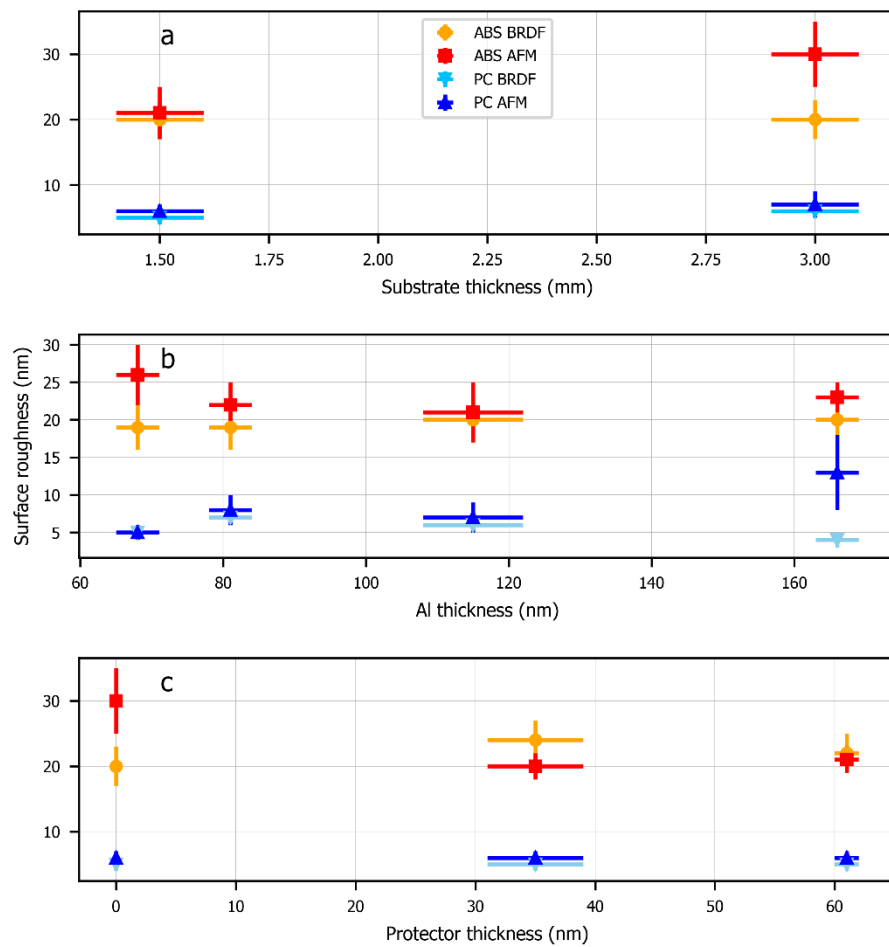 a
ABS BRDF
ABS AFM
PC BRDF
PC AFM
30
20
10
1.50 1.75 2.00 2.25 2.50 2.75 3.00
Substrate thickness (mm)
Surface roughness (nm)
b
30
25
20
15
10
5
60 80 100 120 140 160
Al thickness (nm)
c
30
20
10
0 10 20 30 40 50 60
Protector thickness (nm)